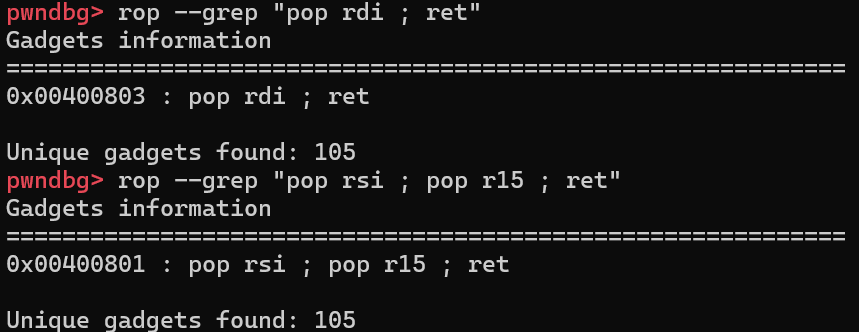 pwndbg> rop --grep "pop rdi ; ret"
Gadgets information
============================================================
0x00400803 : pop rdi ; ret
Unique gadgets found: 105
pwndbg> rop --grep "pop rsi ; pop r15 ; ret"
Gadgets information
============================================================
0x00400801 : pop rsi ; pop r15 ; ret
Unique gadgets found: 105